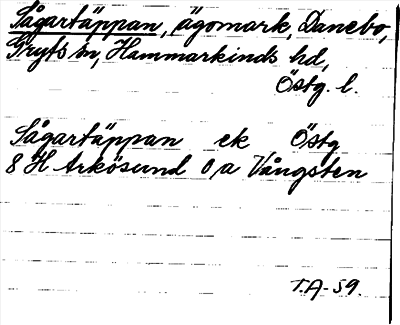 Sågartäppan, ägomark, Danebo,
Gryts sn, Hammarkinds hd,
Östg. l.
Sågartäppan ek Östg
8 H Arkösund 0/a Vångsten
T.A-59.